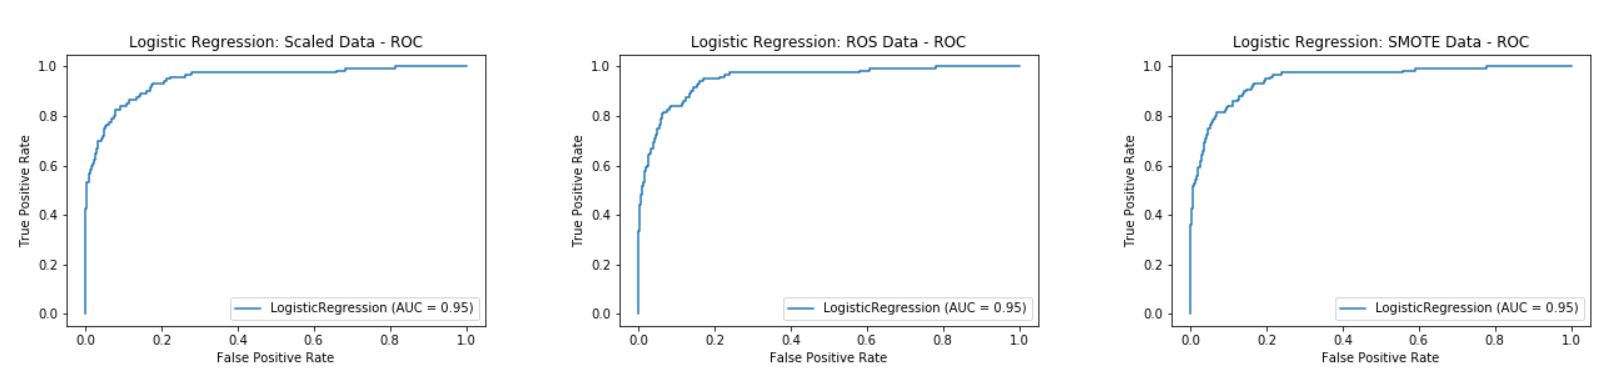 Logistic Regression: Scaled Data - ROC
True Positive Rate
1.0
0.8
0.6
0.4
0.2
0.0
LogisticRegression (AUC = 0.95)
0.0 0.2 0.4 0.6 0.8 1.0
False Positive Rate
Logistic Regression: ROS Data - ROC
True Positive Rate
1.0
0.8
0.6
0.4
0.2
0.0
LogisticRegression (AUC = 0.95)
0.0 0.2 0.4 0.6 0.8 1.0
False Positive Rate
Logistic Regression: SMOTE Data - ROC
True Positive Rate
1.0
0.8
0.6
0.4
0.2
0.0
LogisticRegression (AUC = 0.95)
0.0 0.2 0.4 0.6 0.8 1.0
False Positive Rate